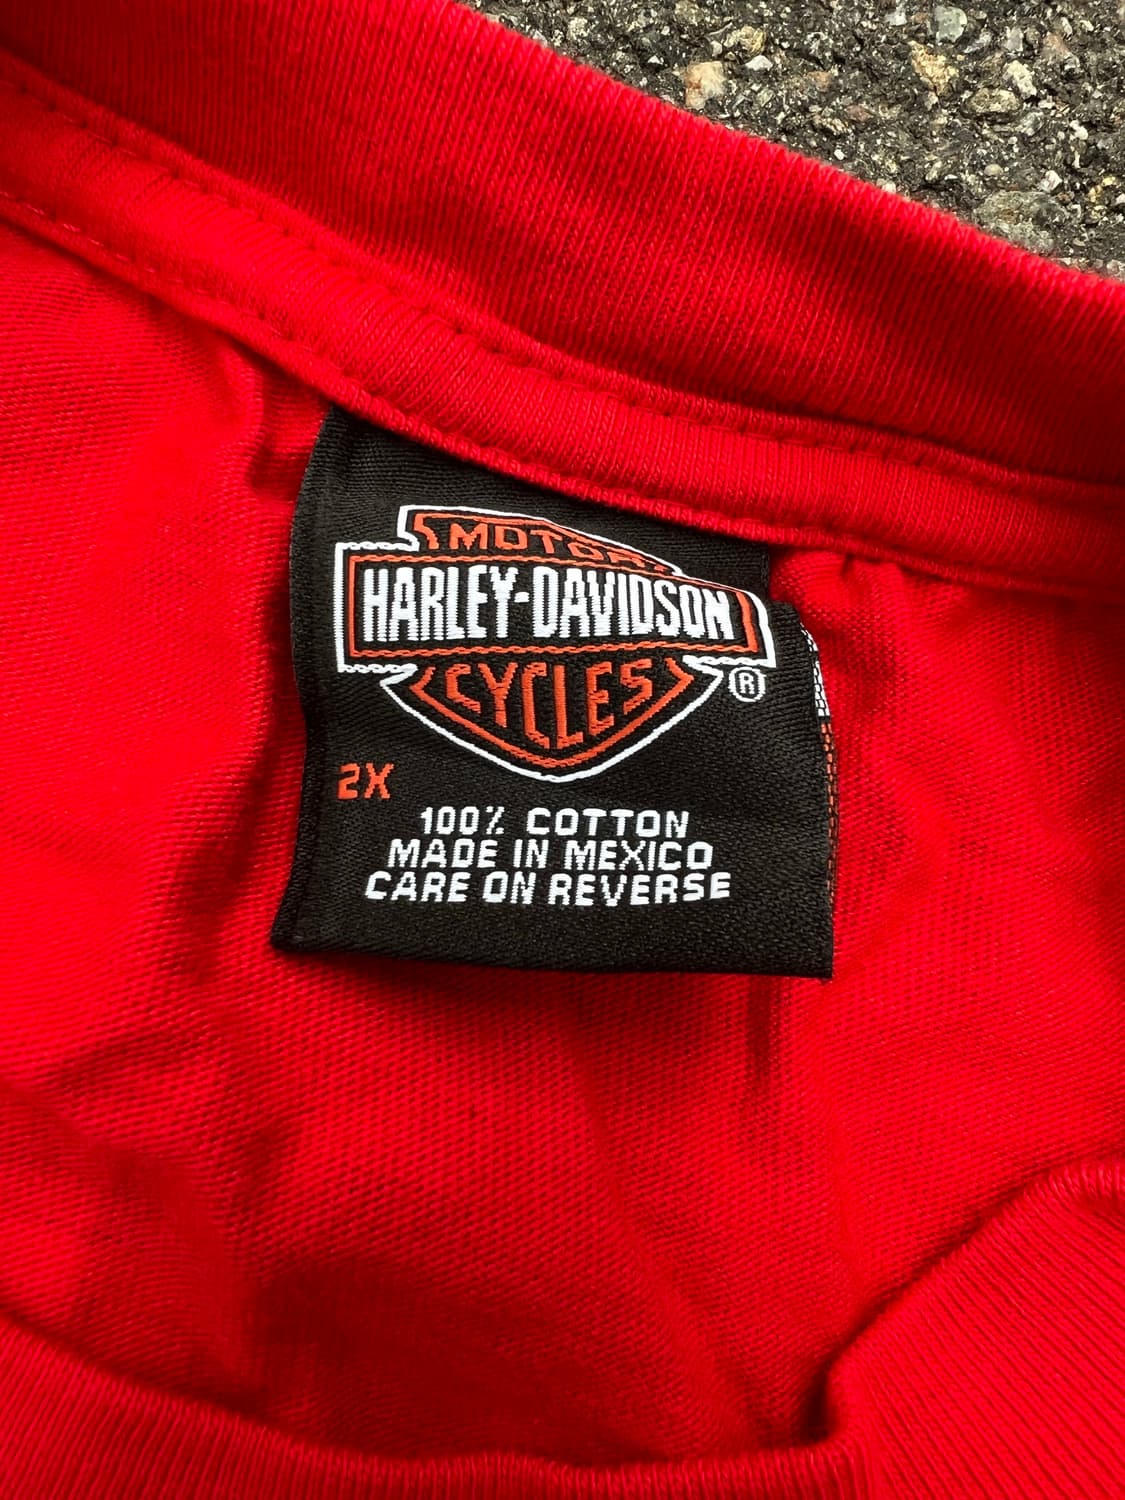 MOTOR
HARLEY-DAVIDSON
CYCLES
®
2X
100% COTTON
MADE IN MEXICO
CARE ON REVERSE